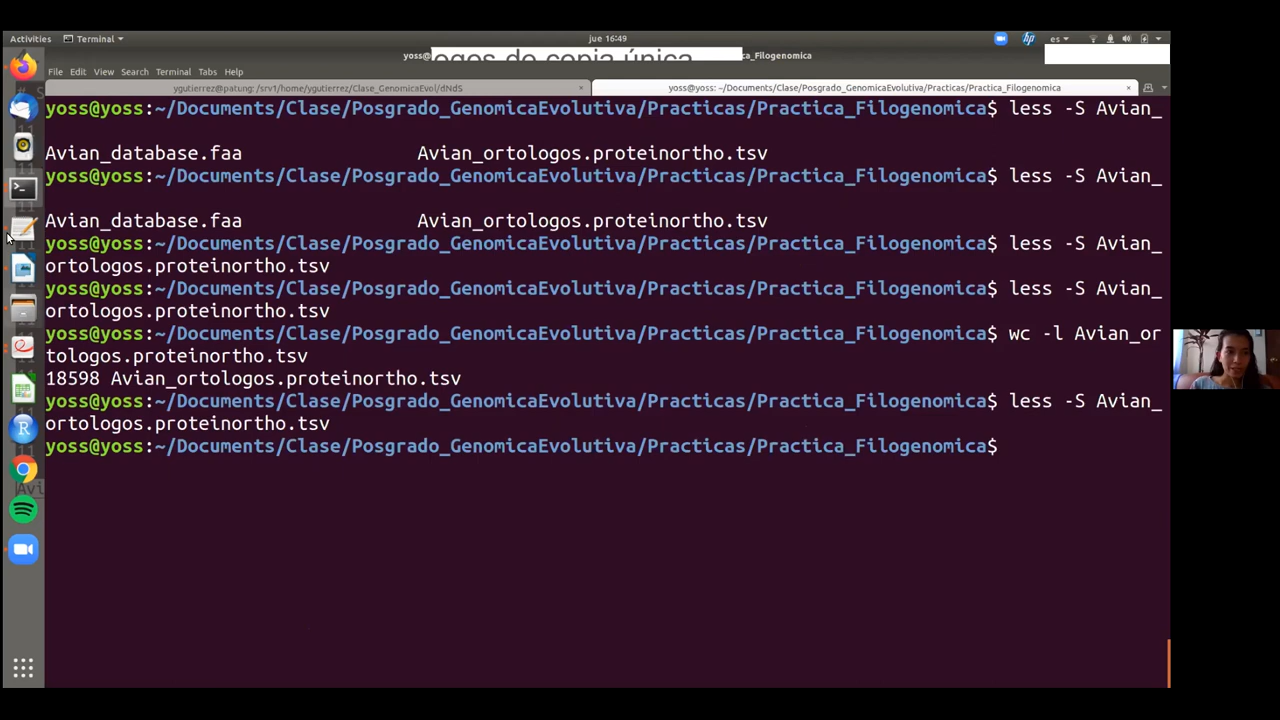 Activities Terminal jue 16:49 es
yoss@ ogos de copia única ca_Filogenomica
File Edit View Search Terminal Tabs Help
ygutierrez@patung: /srv1/home/ygutierrez/Clase_GenomicaEvol/dNdS yoss@yoss: ~/Documents/Clase/Posgrado_GenomicaEvolutiva/Practicas/Practica_Filogenomica
yoss@yoss:~/Documents/Clase/Posgrado_GenomicaEvolutiva/Practicas/Practica_Filogenomica$ less -S Avian_
Avian_database.faa Avian_ortologos.proteinortho.tsv
yoss@yoss:~/Documents/Clase/Posgrado_GenomicaEvolutiva/Practicas/Practica_Filogenomica$ less -S Avian_
Avian_database.faa Avian_ortologos.proteinortho.tsv
yoss@yoss:~/Documents/Clase/Posgrado_GenomicaEvolutiva/Practicas/Practica_Filogenomica$ less -S Avian_
ortologos.proteinortho.tsv
yoss@yoss:~/Documents/Clase/Posgrado_GenomicaEvolutiva/Practicas/Practica_Filogenomica$ less -S Avian_
ortologos.proteinortho.tsv
yoss@yoss:~/Documents/Clase/Posgrado_GenomicaEvolutiva/Practicas/Practica_Filogenomica$ wc -l Avian_or
tologos.proteinortho.tsv
18598 Avian_ortologos.proteinortho.tsv
yoss@yoss:~/Documents/Clase/Posgrado_GenomicaEvolutiva/Practicas/Practica_Filogenomica$ less -S Avian_
ortologos.proteinortho.tsv
yoss@yoss:~/Documents/Clase/Posgrado_GenomicaEvolutiva/Practicas/Practica_Filogenomica$